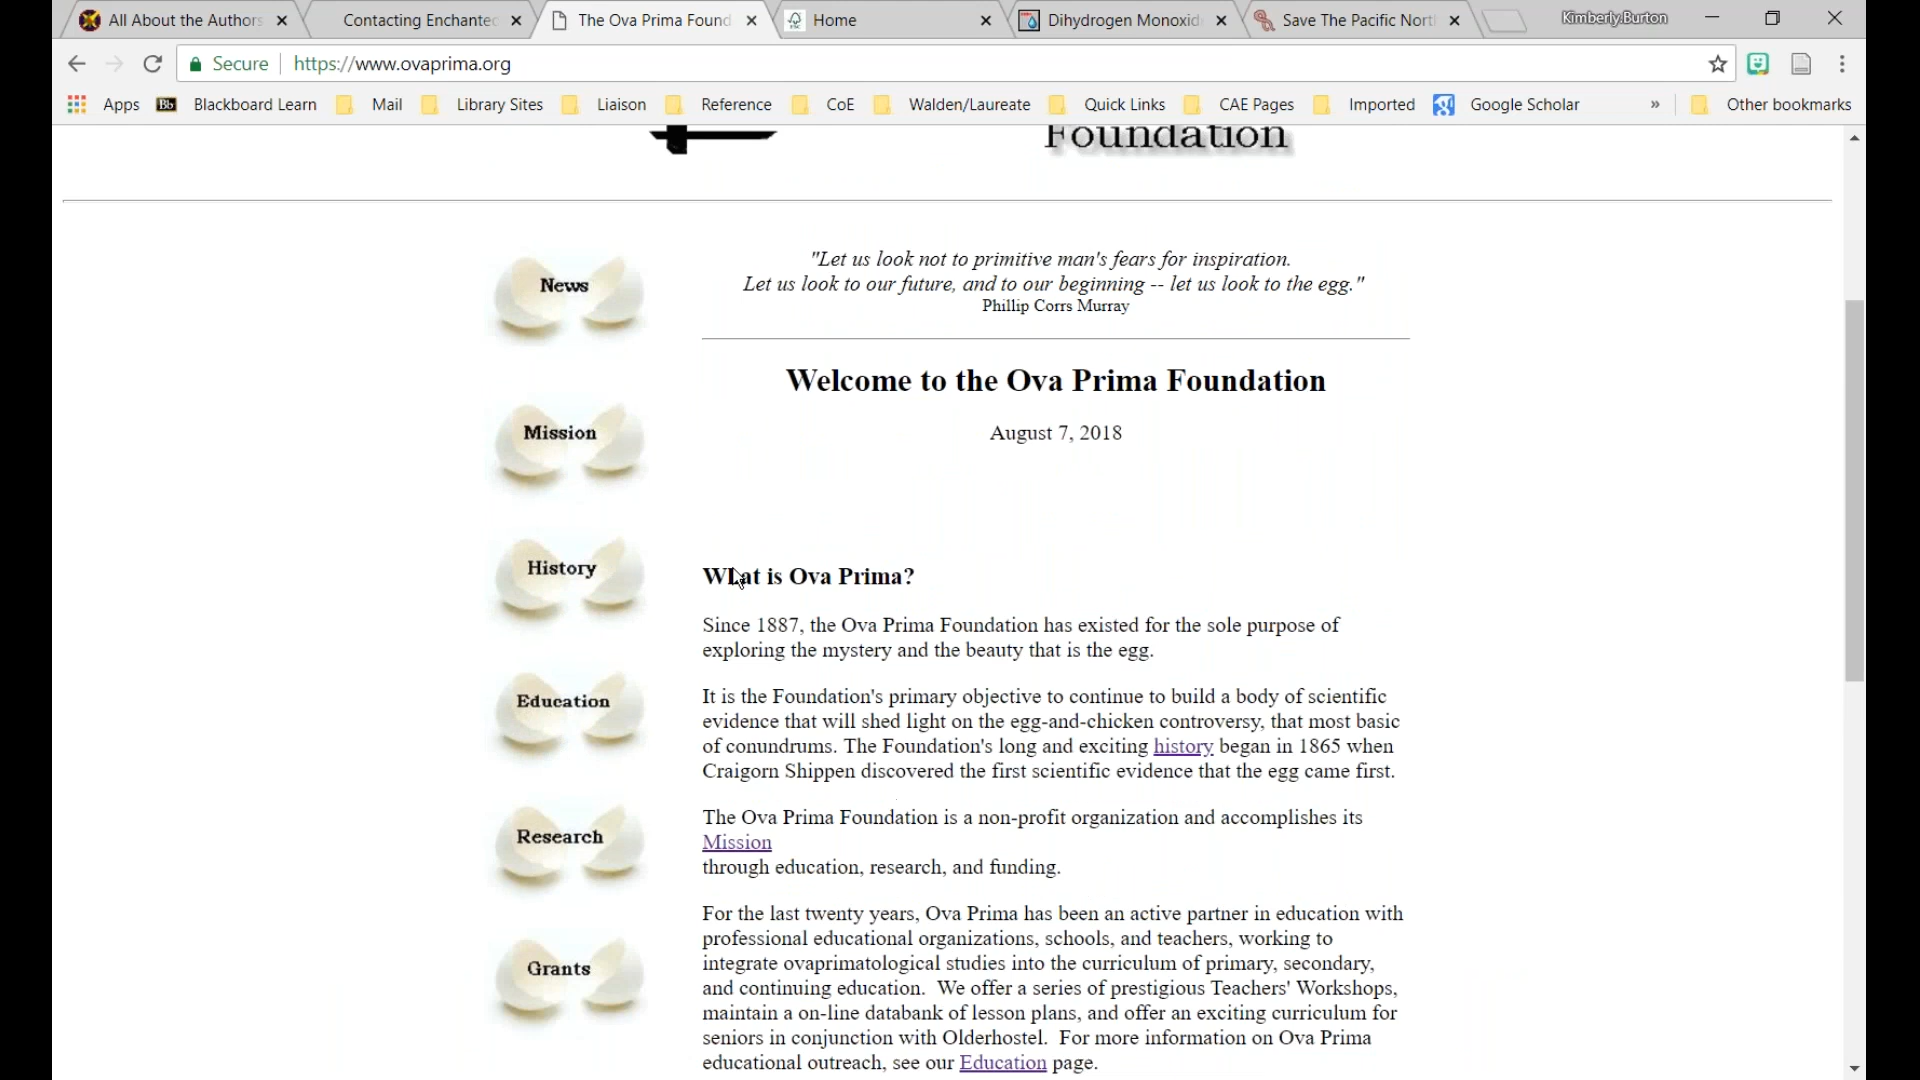 All About the Authors
Contacting Enchante
The Ova Prima Found
Home
Dihydrogen Monoxid
Save The Pacific Nort
Kimberly.Burton
Secure
https://www.ovaprima.org
Apps
Bb
Blackboard Learn
Mail
Library Sites
Liaison
Reference
CoE
Walden/Laureate
Quick Links
CAE Pages
Imported
Google Scholar
»
Other bookmarks
Foundation
News
"Let us look not to primitive man's fears for inspiration.
Let us look to our future, and to our beginning -- let us look to the egg."
Phillip Corrs Murray
Welcome to the Ova Prima Foundation
August 7, 2018
Mission
History
What is Ova Prima?
Since 1887, the Ova Prima Foundation has existed for the sole purpose of
exploring the mystery and the beauty that is the egg.
Education
It is the Foundation's primary objective to continue to build a body of scientific
evidence that will shed light on the egg-and-chicken controversy, that most basic
of conundrums. The Foundation's long and exciting history began in 1865 when
Craigorn Shippen discovered the first scientific evidence that the egg came first.
Research
The Ova Prima Foundation is a non-profit organization and accomplishes its
Mission
through education, research, and funding.
Grants
For the last twenty years, Ova Prima has been an active partner in education with
professional educational organizations, schools, and teachers, working to
integrate ovaprimatological studies into the curriculum of primary, secondary,
and continuing education.  We offer a series of prestigious Teachers' Workshops,
maintain a on-line databank of lesson plans, and offer an exciting curriculum for
seniors in conjunction with Olderhostel.  For more information on Ova Prima
educational outreach, see our Education page.